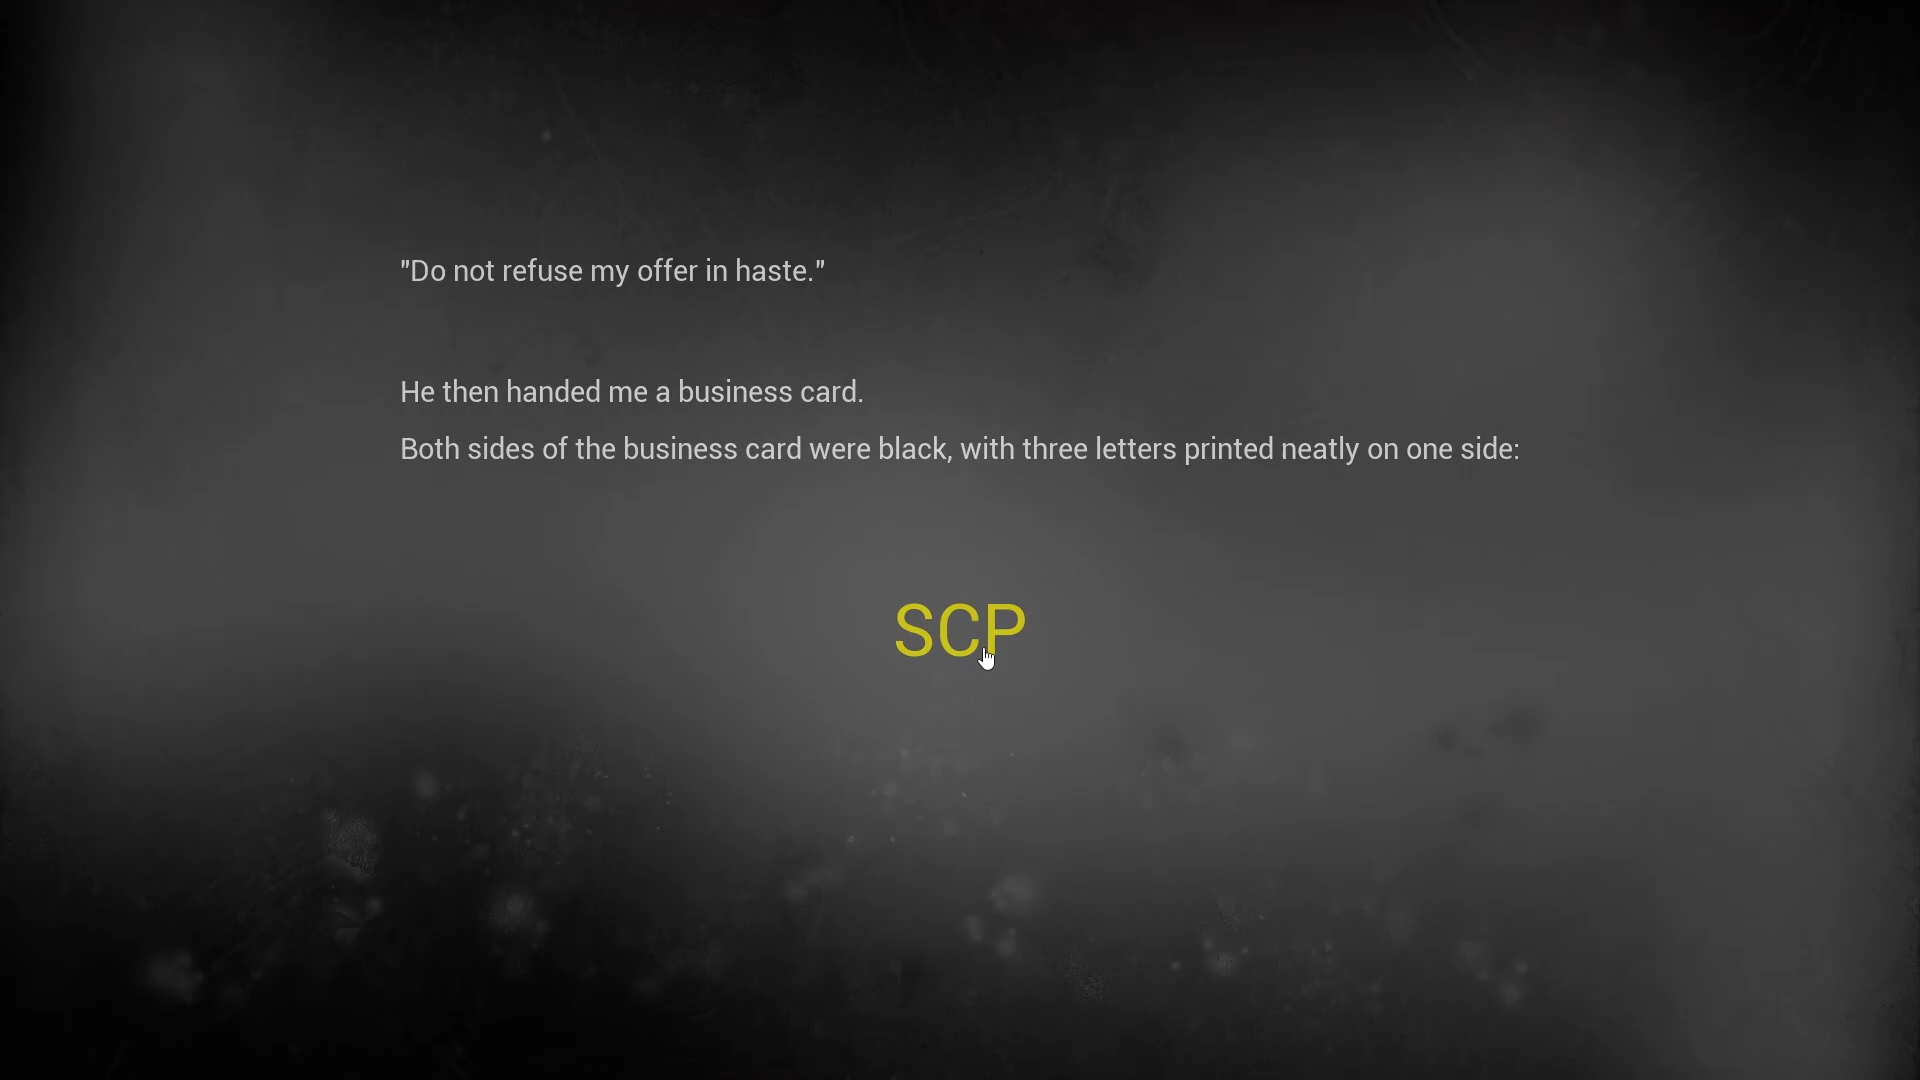 "Do not refuse my offer in haste."
He then handed me a business card.
Both sides of the business card were black, with three letters printed neatly on one side:
SCP